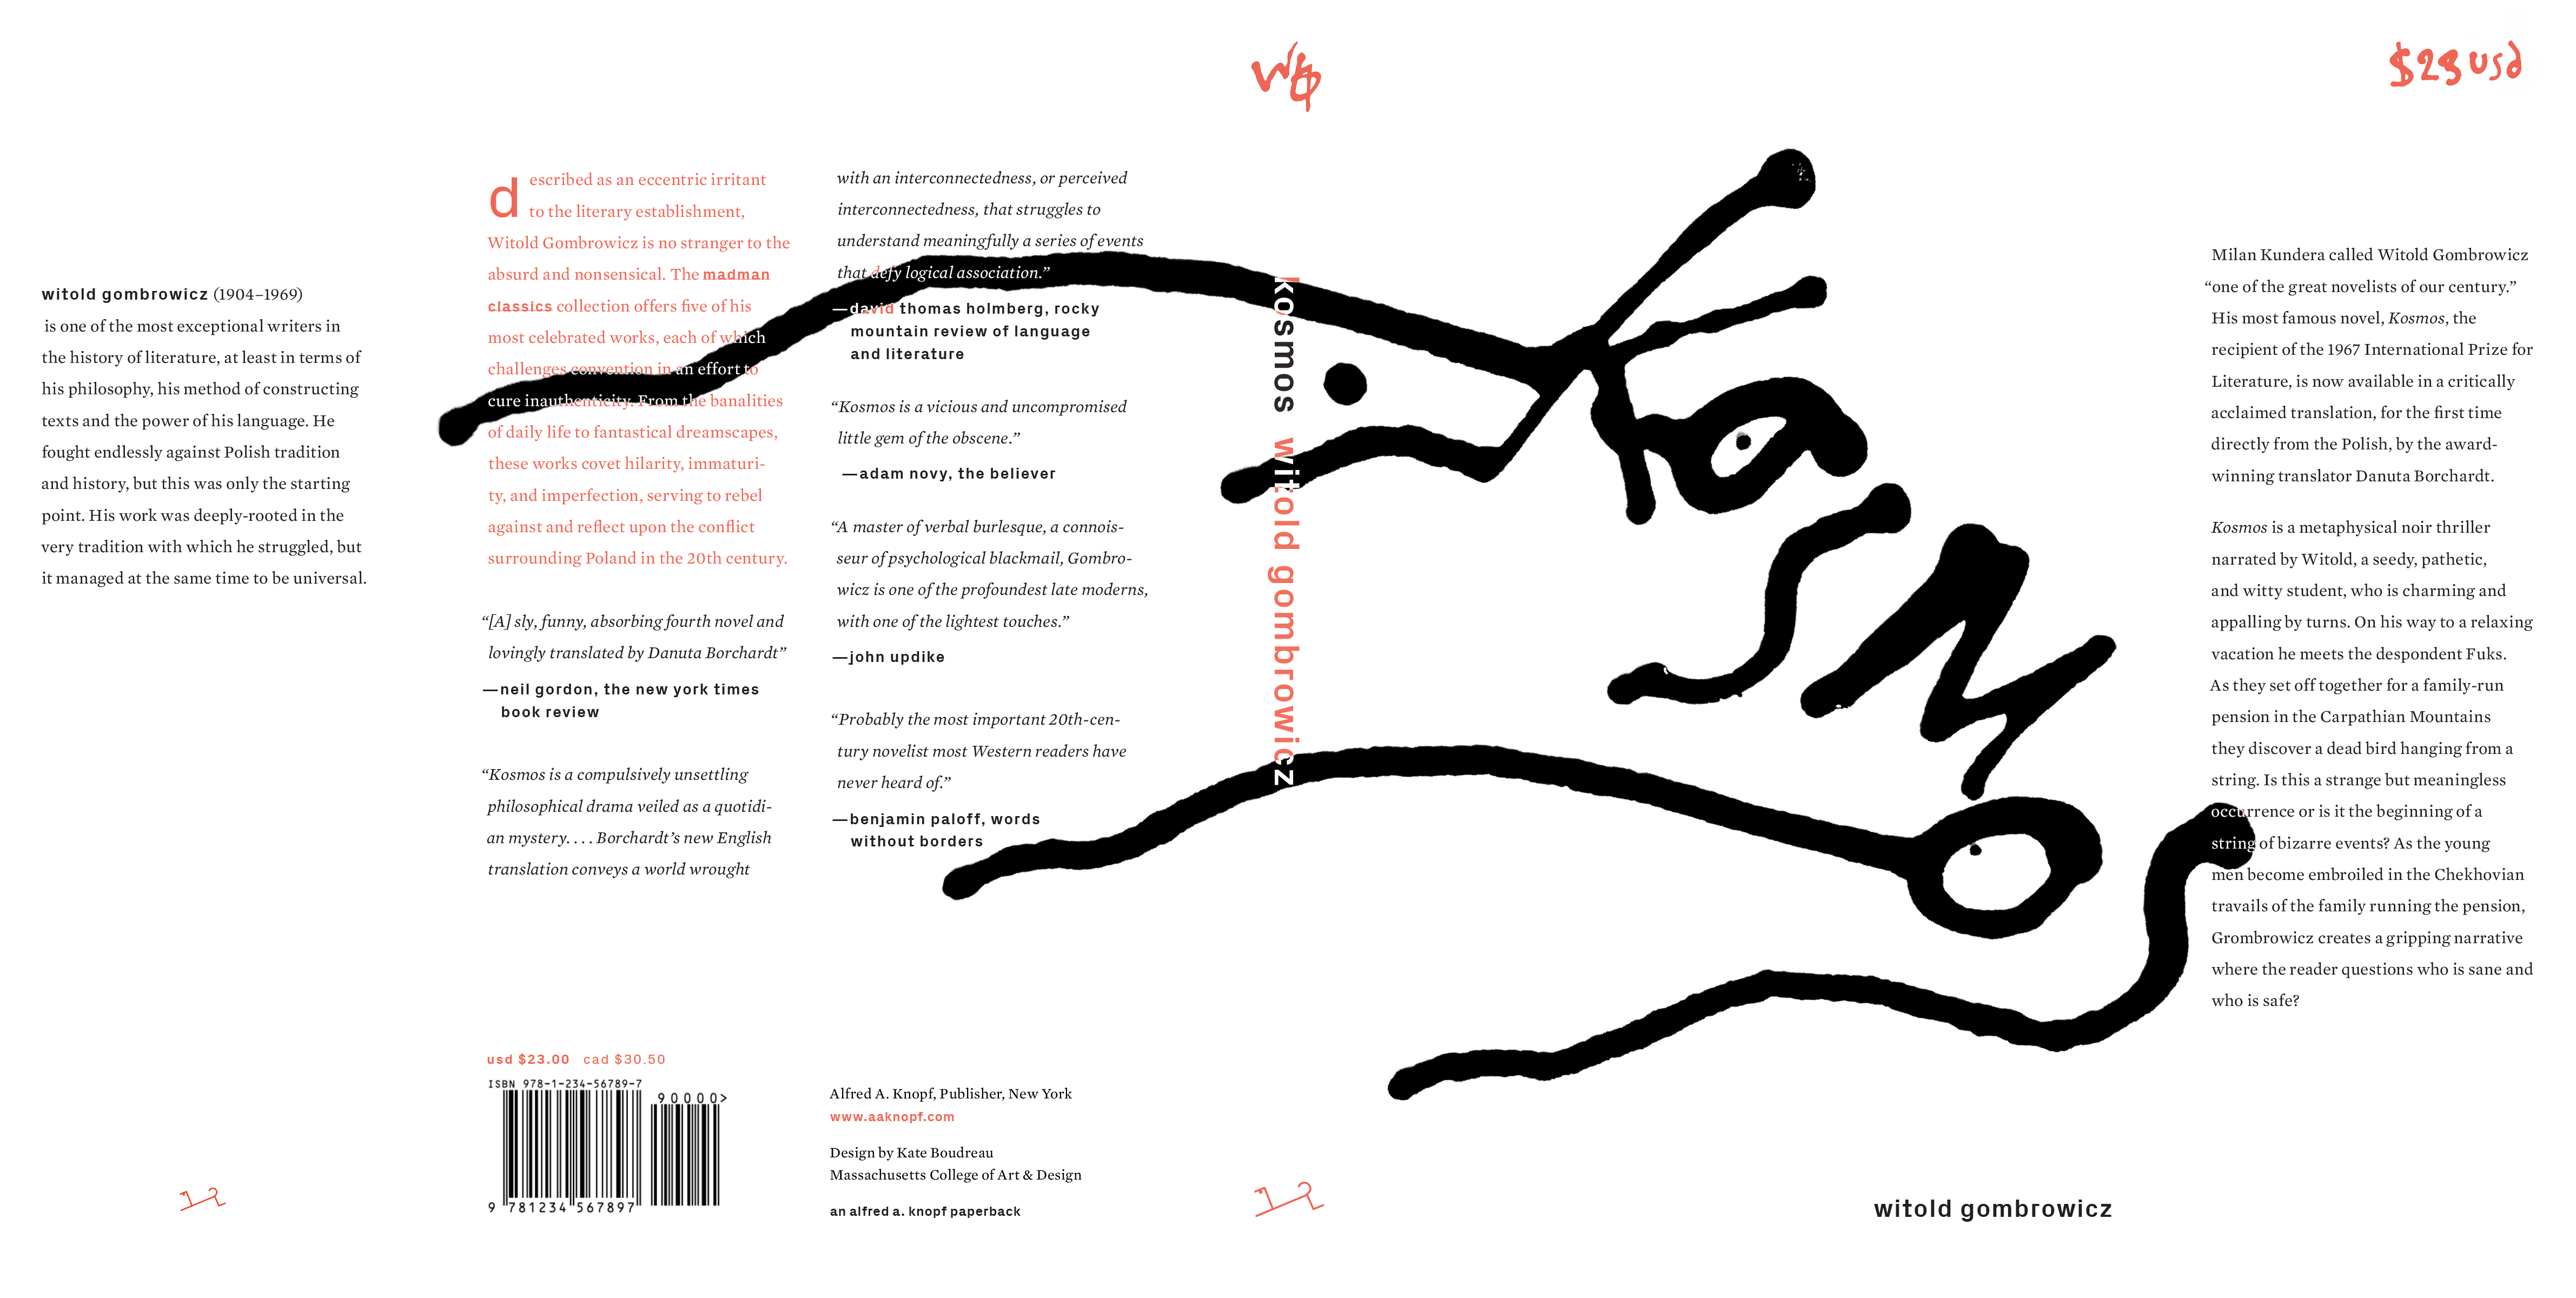 witold gombrowicz (1904–1969)
is one of the most exceptional writers in
the history of literature, at least in terms of
his philosophy, his method of constructing
texts and the power of his language. He
fought endlessly against Polish tradition
and history, but this was only the starting
point. His work was deeply-rooted in the
very tradition with which he struggled, but
it managed at the same time to be universal.
described as an eccentric irritant
to the literary establishment,
Witold Gombrowicz is no stranger to the
absurd and nonsensical. The madman
classics collection offers five of his
most celebrated works, each of which
challenges convention in an effort to
cure inauthenticity. From the banalities
of daily life to fantastical dreamscapes,
these works covet hilarity, immaturi-
ty, and imperfection, serving to rebel
against and reflect upon the conflict
surrounding Poland in the 20th century.
“[A] sly, funny, absorbing fourth novel and
lovingly translated by Danuta Borchardt”
—neil gordon, the new york times
book review
“Kosmos is a compulsively unsettling
philosophical drama veiled as a quotidi-
an mystery. . . . Borchardt’s new English
translation conveys a world wrought
with an interconnectedness, or perceived
interconnectedness, that struggles to
understand meaningfully a series of events
that defy logical association.”
—david thomas holmberg, rocky
mountain review of language
and literature
“Kosmos is a vicious and uncompromised
little gem of the obscene.”
—adam novy, the believer
“A master of verbal burlesque, a connois-
seur of psychological blackmail, Gombro-
wicz is one of the profoundest late moderns,
with one of the lightest touches.”
—john updike
“Probably the most important 20th-cen-
tury novelist most Western readers have
never heard of.”
—benjamin paloff, words
without borders
usd $23.00 cad $30.50
ISBN 978-1-234-56789-7
90000>
9 781234 567897
Alfred A. Knopf, Publisher, New York
www.aaknopf.com
Design by Kate Boudreau
Massachusetts College of Art & Design
an alfred a. knopf paperback
WG
kosmos witold gombrowicz
KOSMOS
witold gombrowicz
$23 usd
Milan Kundera called Witold Gombrowicz
“one of the great novelists of our century.”
His most famous novel, Kosmos, the
recipient of the 1967 International Prize for
Literature, is now available in a critically
acclaimed translation, for the first time
directly from the Polish, by the award-
winning translator Danuta Borchardt.
Kosmos is a metaphysical noir thriller
narrated by Witold, a seedy, pathetic,
and witty student, who is charming and
appalling by turns. On his way to a relaxing
vacation he meets the despondent Fuks.
As they set off together for a family-run
pension in the Carpathian Mountains
they discover a dead bird hanging from a
string. Is this a strange but meaningless
occurrence or is it the beginning of a
string of bizarre events? As the young
men become embroiled in the Chekhovian
travails of the family running the pension,
Grombrowicz creates a gripping narrative
where the reader questions who is sane and
who is safe?